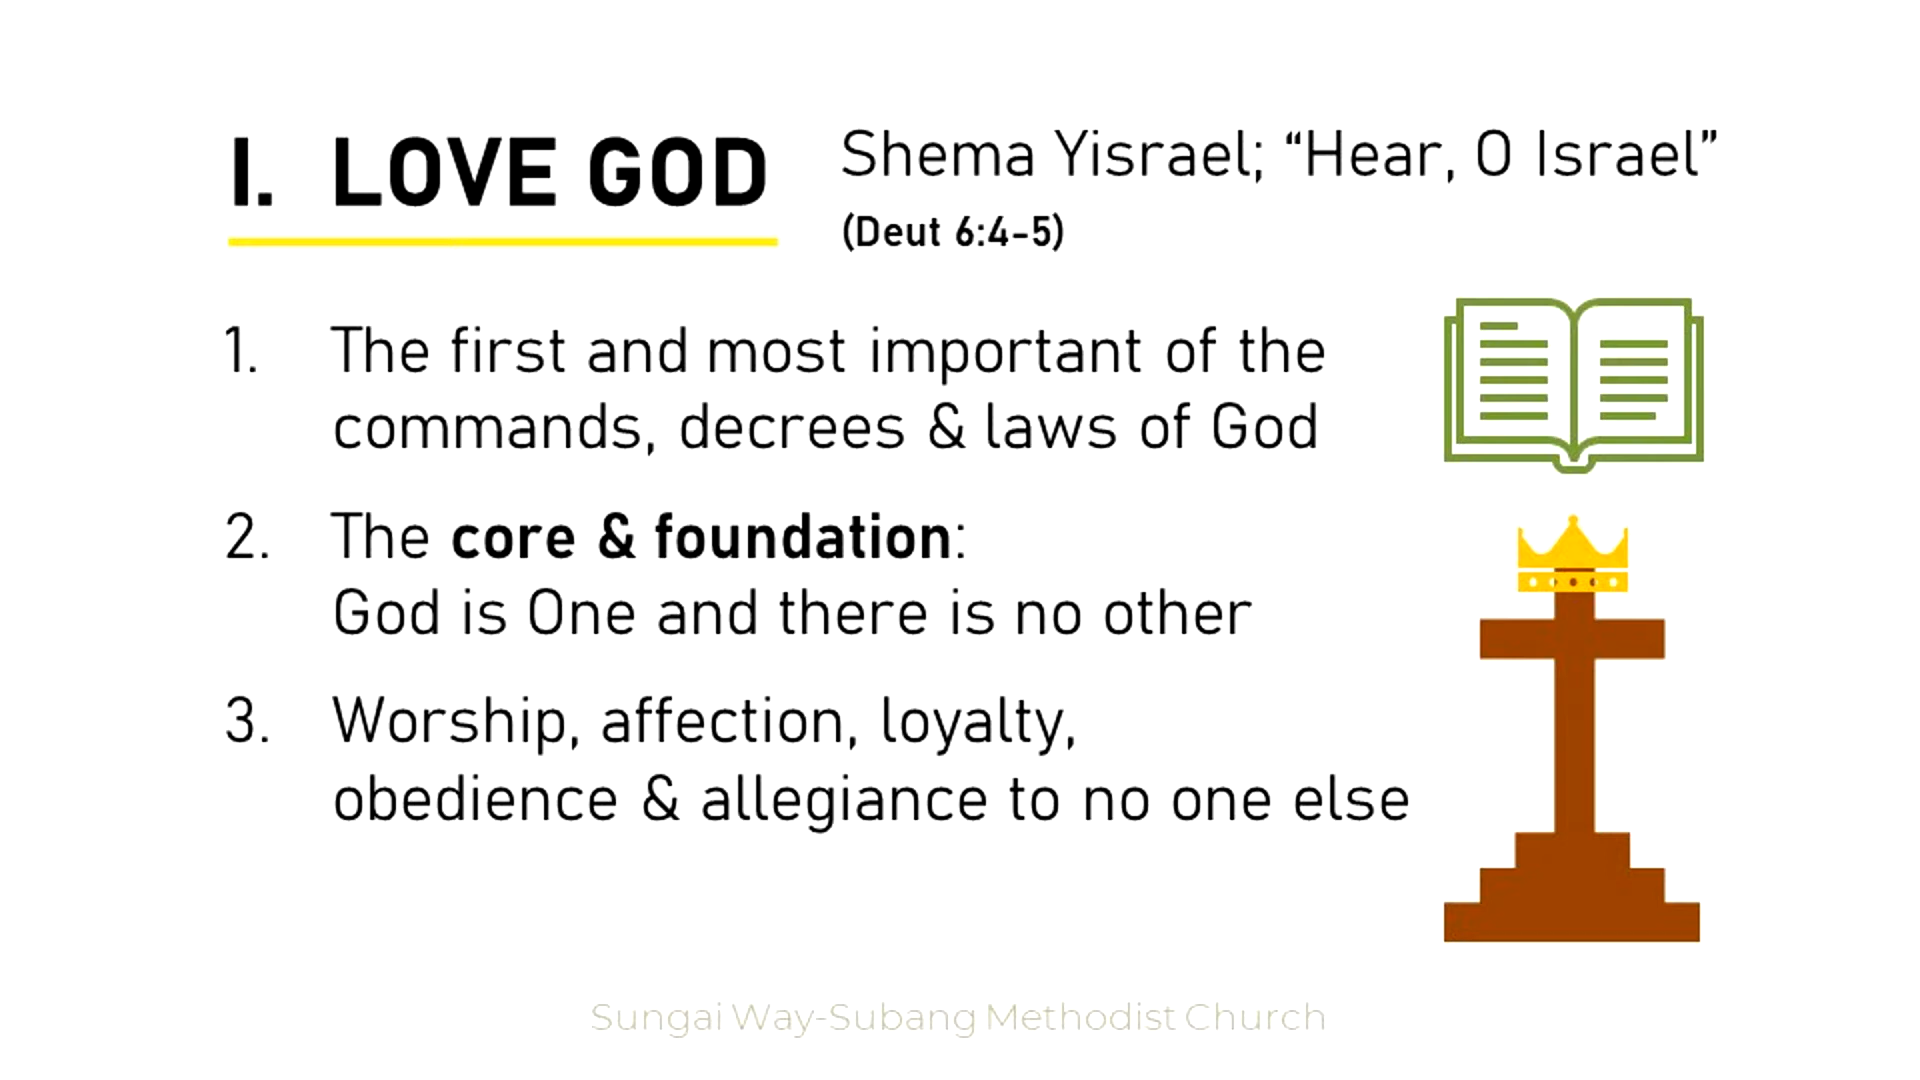 I. LOVE GOD
Shema Yisrael; “Hear, O Israel”
(Deut 6:4-5)
1. The first and most important of the
commands, decrees & laws of God
2. The core & foundation:
God is One and there is no other
3. Worship, affection, loyalty,
obedience & allegiance to no one else
Sungai Way-Subang Methodist Church